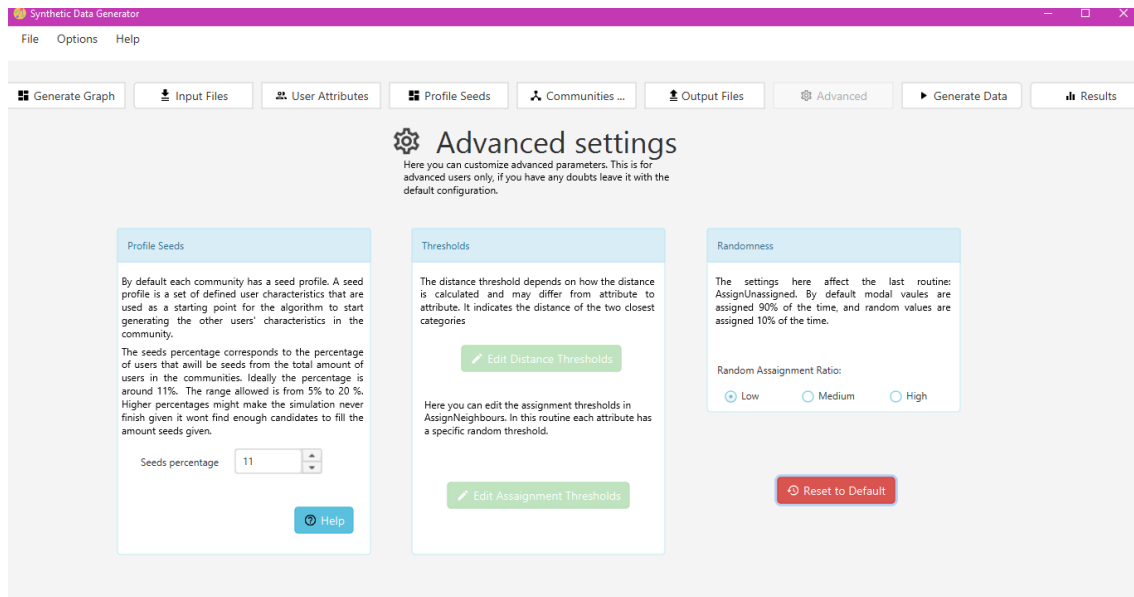 Synthetic Data Generator
File Options Help
Generate Graph Input Files User Attributes Profile Seeds Communities ... Output Files Advanced Generate Data Results
Advanced settings
Here you can customize advanced parameters. This is for
advanced users only, if you have any doubts leave it with the
default configuration.
Profile Seeds
By default each community has a seed profile. A seed
profile is a set of defined user characteristics that are
used as a starting point for the algorithm to start
generating the other users' characteristics in the
community.
The seeds percentage corresponds to the percentage
of users that awill be seeds from the total amount of
users in the communities. Ideally the percentage is
around 11%. The range allowed is from 5% to 20 %.
Higher percentages might make the simulation never
finish given it wont find enough candidates to fill the
amount seeds given.
Seeds percentage 11
Help
Thresholds
The distance threshold depends on how the distance
is calculated and may differ from attribute to
attribute. It indicates the distance of the two closest
categories
Edit Distance Thresholds
Here you can edit the assignment thresholds in
AssignNeighbours. In this routine each attribute has
a specific random threshold.
Edit Assaignment Thresholds
Randomness
The settings here affect the last routine:
AssignUnassigned. By default modal vaules are
assigned 90% of the time, and random values are
assigned 10% of the time.
Random Assaignment Ratio:
Low Medium High
Reset to Default